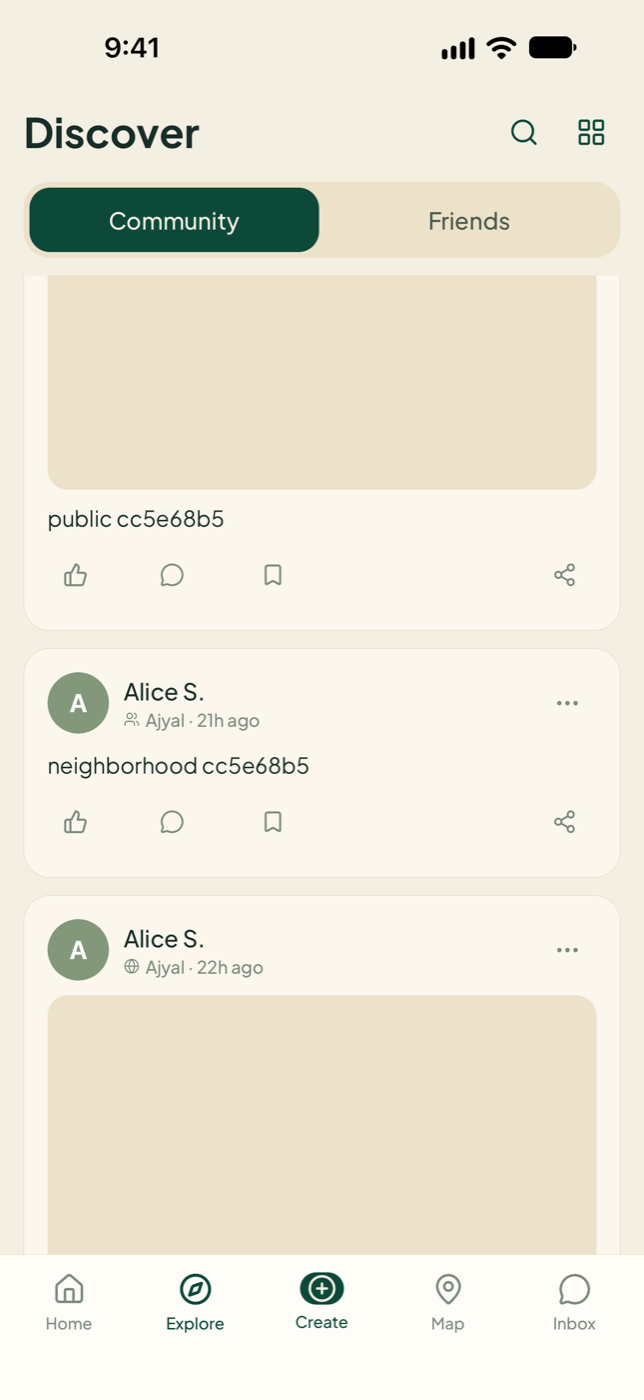 9:41
Discover
Community
Friends
public cc5e68b5
A
Alice S.
Ajyal · 21h ago
neighborhood cc5e68b5
A
Alice S.
Ajyal · 22h ago
Home
Explore
Create
Map
Inbox